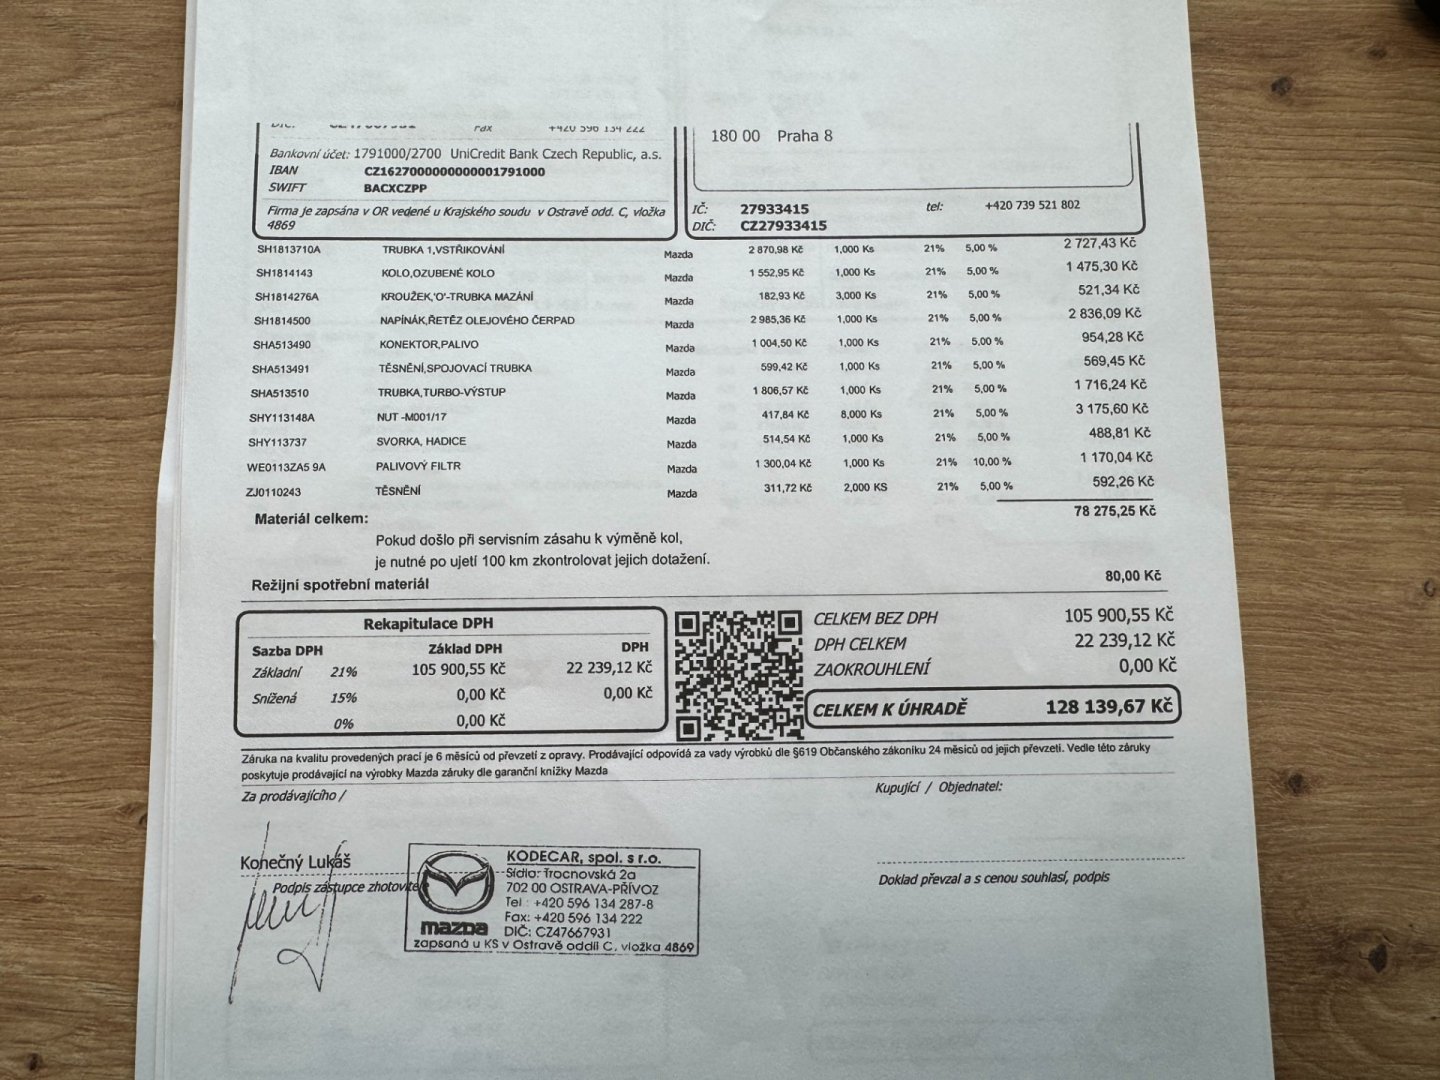 +420 596 134 222
Bankovní účet: 1791000/2700 UniCredit Bank Czech Republic, a.s.
IBAN CZ1627000000000001791000
SWIFT BACXCZPP
Firma je zapsána v OR vedené u Krajského soudu v Ostravě odd. C, vložka
4869
180 00 Praha 8
IČ: 27933415 tel: +420 739 521 802
DIČ: CZ27933415
SH1813710A TRUBKA 1,VSTŘIKOVÁNÍ Mazda 2 870,98 Kč 1,000 Ks 21% 5,00 % 2 727,43 Kč
SH1814143 KOLO,OZUBENÉ KOLO Mazda 1 552,95 Kč 1,000 Ks 21% 5,00 % 1 475,30 Kč
SH1814276A KROUŽEK,'O'-TRUBKA MAZÁNÍ Mazda 182,93 Kč 3,000 Ks 21% 5,00 % 521,34 Kč
SH1814500 NAPÍNÁK,ŘETĚZ OLEJOVÉHO ČERPAD Mazda 2 985,36 Kč 1,000 Ks 21% 5,00 % 2 836,09 Kč
SHA513490 KONEKTOR,PALIVO Mazda 1 004,50 Kč 1,000 Ks 21% 5,00 % 954,28 Kč
SHA513491 TĚSNĚNÍ,SPOJOVACÍ TRUBKA Mazda 599,42 Kč 1,000 Ks 21% 5,00 % 569,45 Kč
SHA513510 TRUBKA,TURBO-VÝSTUP Mazda 1 806,57 Kč 1,000 Ks 21% 5,00 % 1 716,24 Kč
SHY113148A NUT -M001/17 Mazda 417,84 Kč 8,000 Ks 21% 5,00 % 3 175,60 Kč
SHY113737 SVORKA, HADICE Mazda 514,54 Kč 1,000 Ks 21% 5,00 % 488,81 Kč
WE0113ZA5 9A PALIVOVÝ FILTR Mazda 1 300,04 Kč 1,000 Ks 21% 10,00 % 1 170,04 Kč
ZJ0110243 TĚSNĚNÍ Mazda 311,72 Kč 2,000 KS 21% 5,00 % 592,26 Kč
Materiál celkem: 78 275,25 Kč
Pokud došlo při servisním zásahu k výměně kol,
je nutné po ujetí 100 km zkontrolovat jejich dotažení.
Režijní spotřební materiál 80,00 Kč
Rekapitulace DPH
Sazba DPH Základ DPH DPH
Základní 21% 105 900,55 Kč 22 239,12 Kč
Snížená 15% 0,00 Kč 0,00 Kč
0% 0,00 Kč
CELKEM BEZ DPH 105 900,55 Kč
DPH CELKEM 22 239,12 Kč
ZAOKROUHLENÍ 0,00 Kč
CELKEM K ÚHRADĚ 128 139,67 Kč
Záruka na kvalitu provedených prací je 6 měsíců od převzetí z opravy. Prodávající odpovídá za vady výrobků dle §619 Občanského zákoníku 24 měsíců od jejich převzetí. Vedle této záruky
poskytuje prodávající na výrobky Mazda záruky dle garanční knížky Mazda
Za prodávajícího /
Kupující / Objednatel:
Konečný Lukáš
Podpis zástupce zhotovite
mazda
KODECAR, spol. s r.o.
Sídlo: Trocnovská 2a
702 00 OSTRAVA-PŘÍVOZ
Tel : +420 596 134 287-8
Fax: +420 596 134 222
DIČ: CZ47667931
zapsaná u KS v Ostravě oddíl C, vložka 4869
Doklad převzal a s cenou souhlasí, podpis